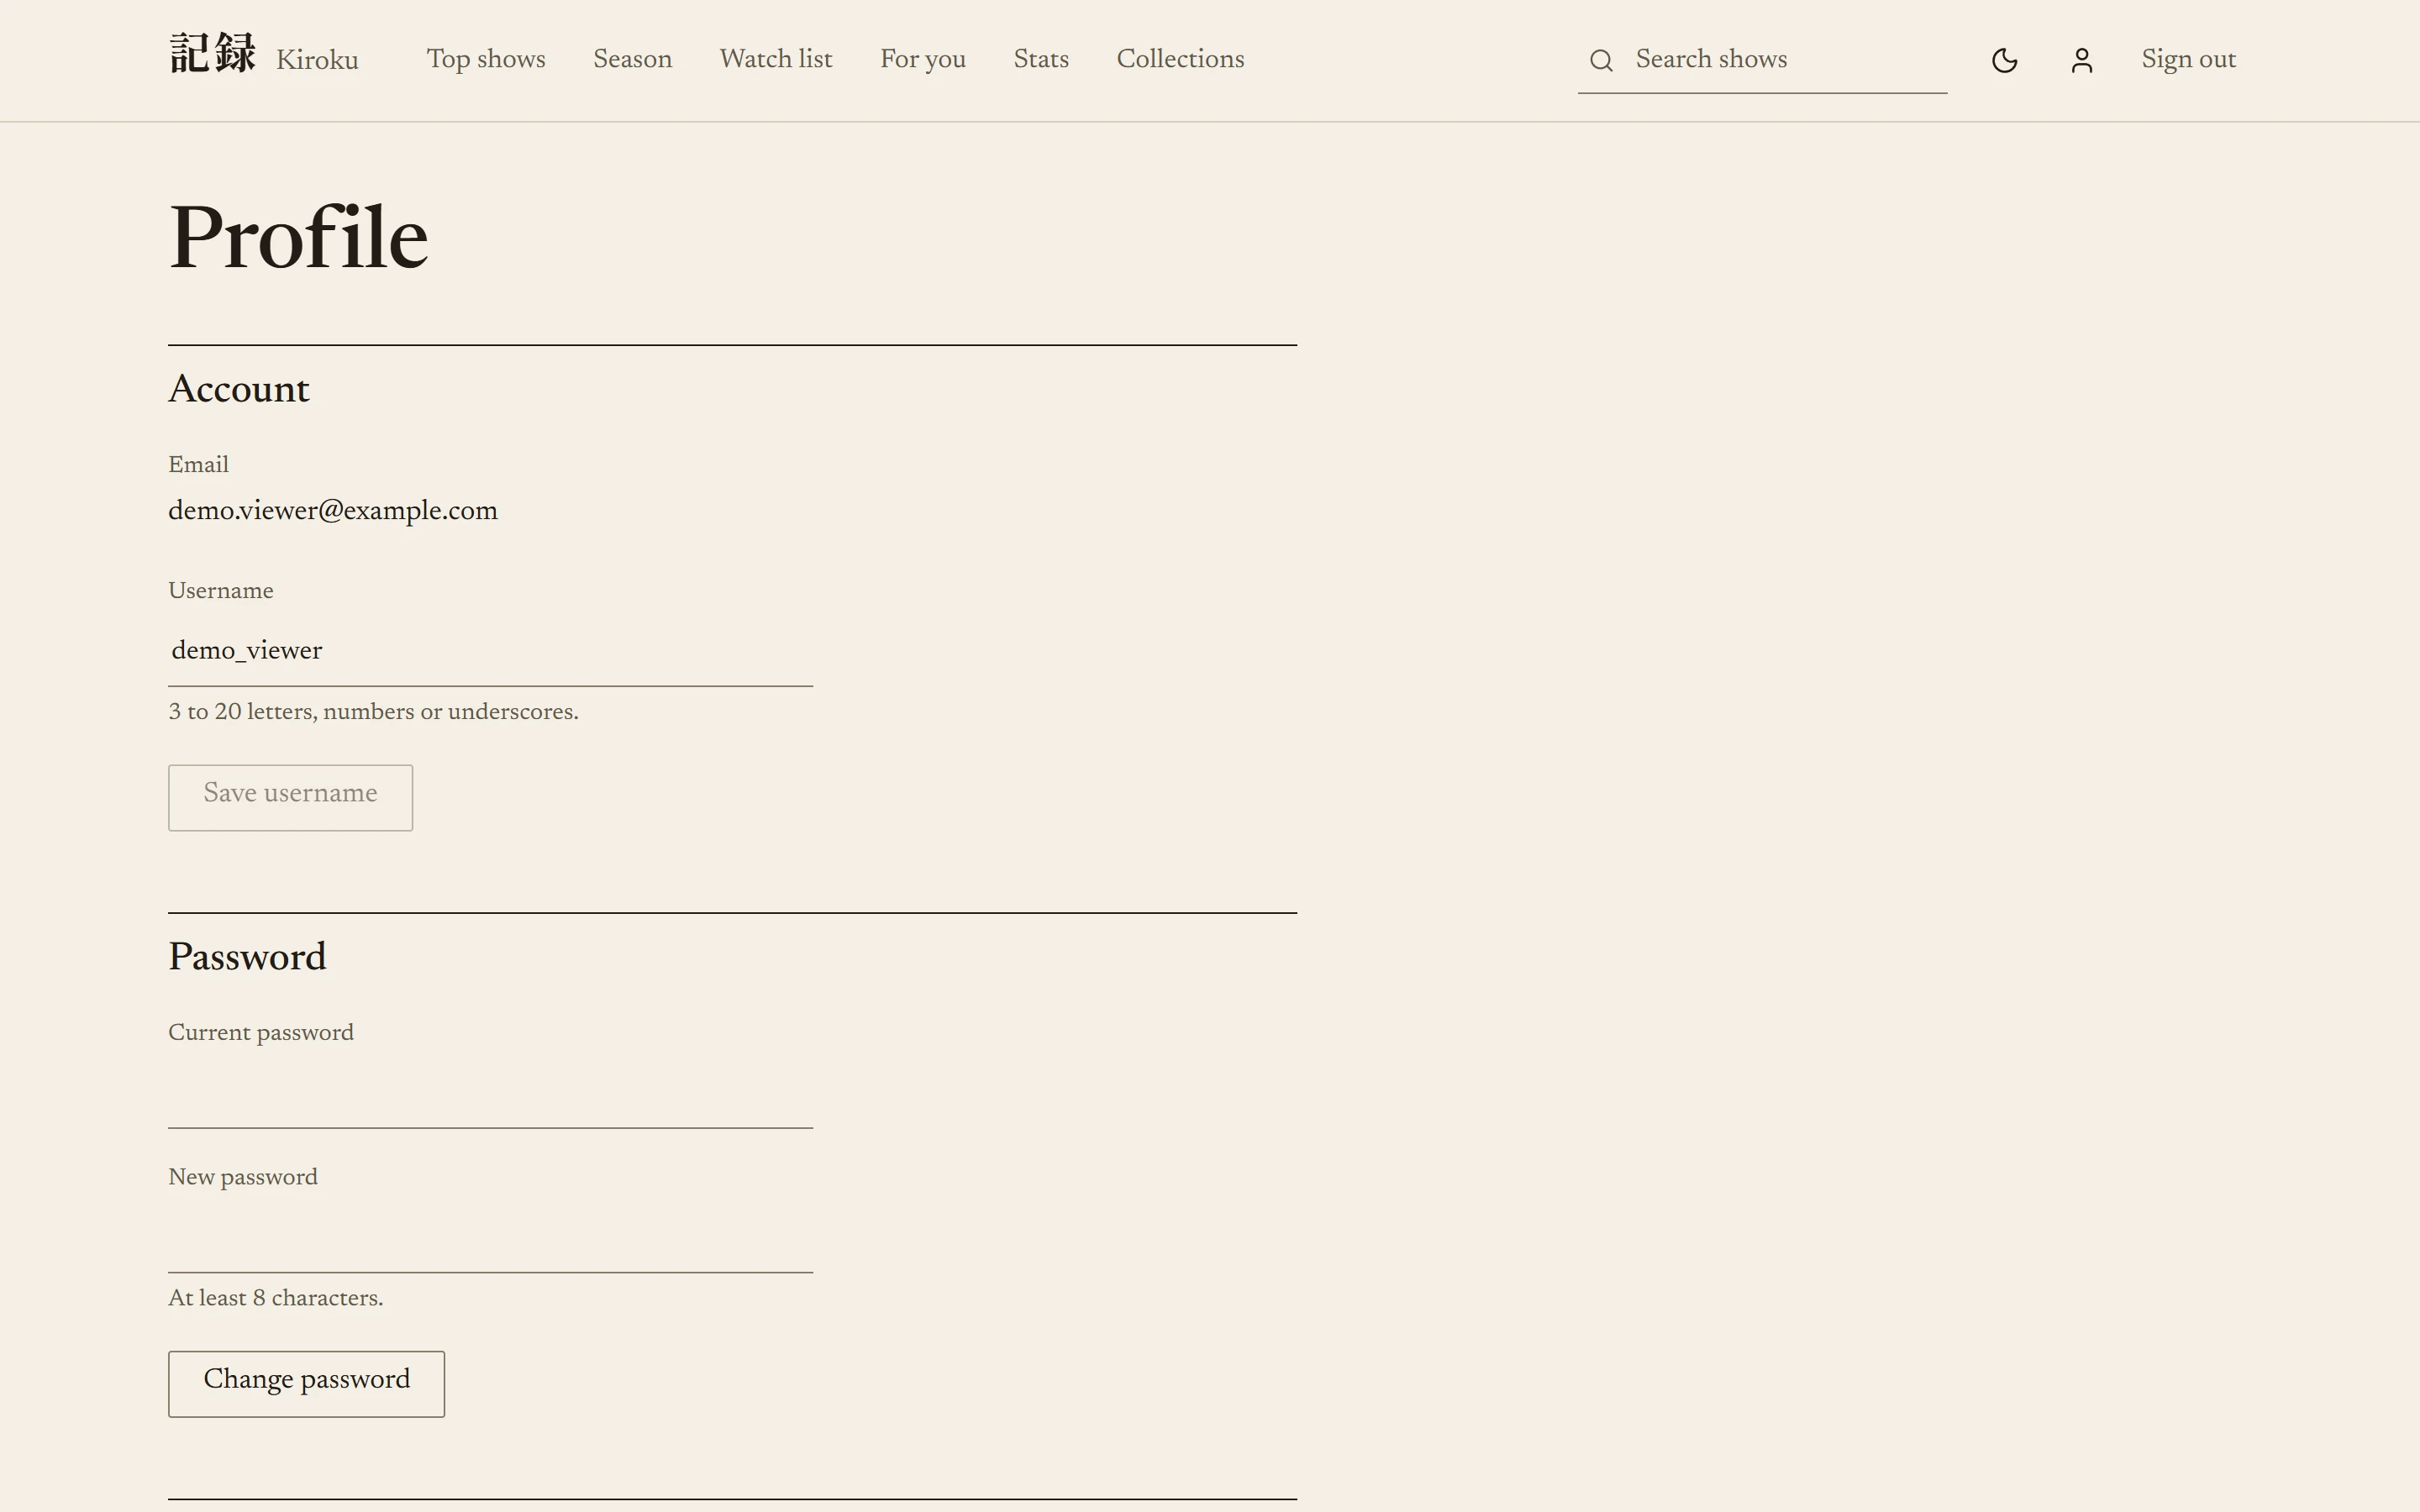 記録 Kiroku Top shows Season Watch list For you Stats Collections Search shows Sign out
Profile
Account
Email
demo.viewer@example.com
Username
demo_viewer
3 to 20 letters, numbers or underscores.
Save username
Password
Current password
New password
At least 8 characters.
Change password